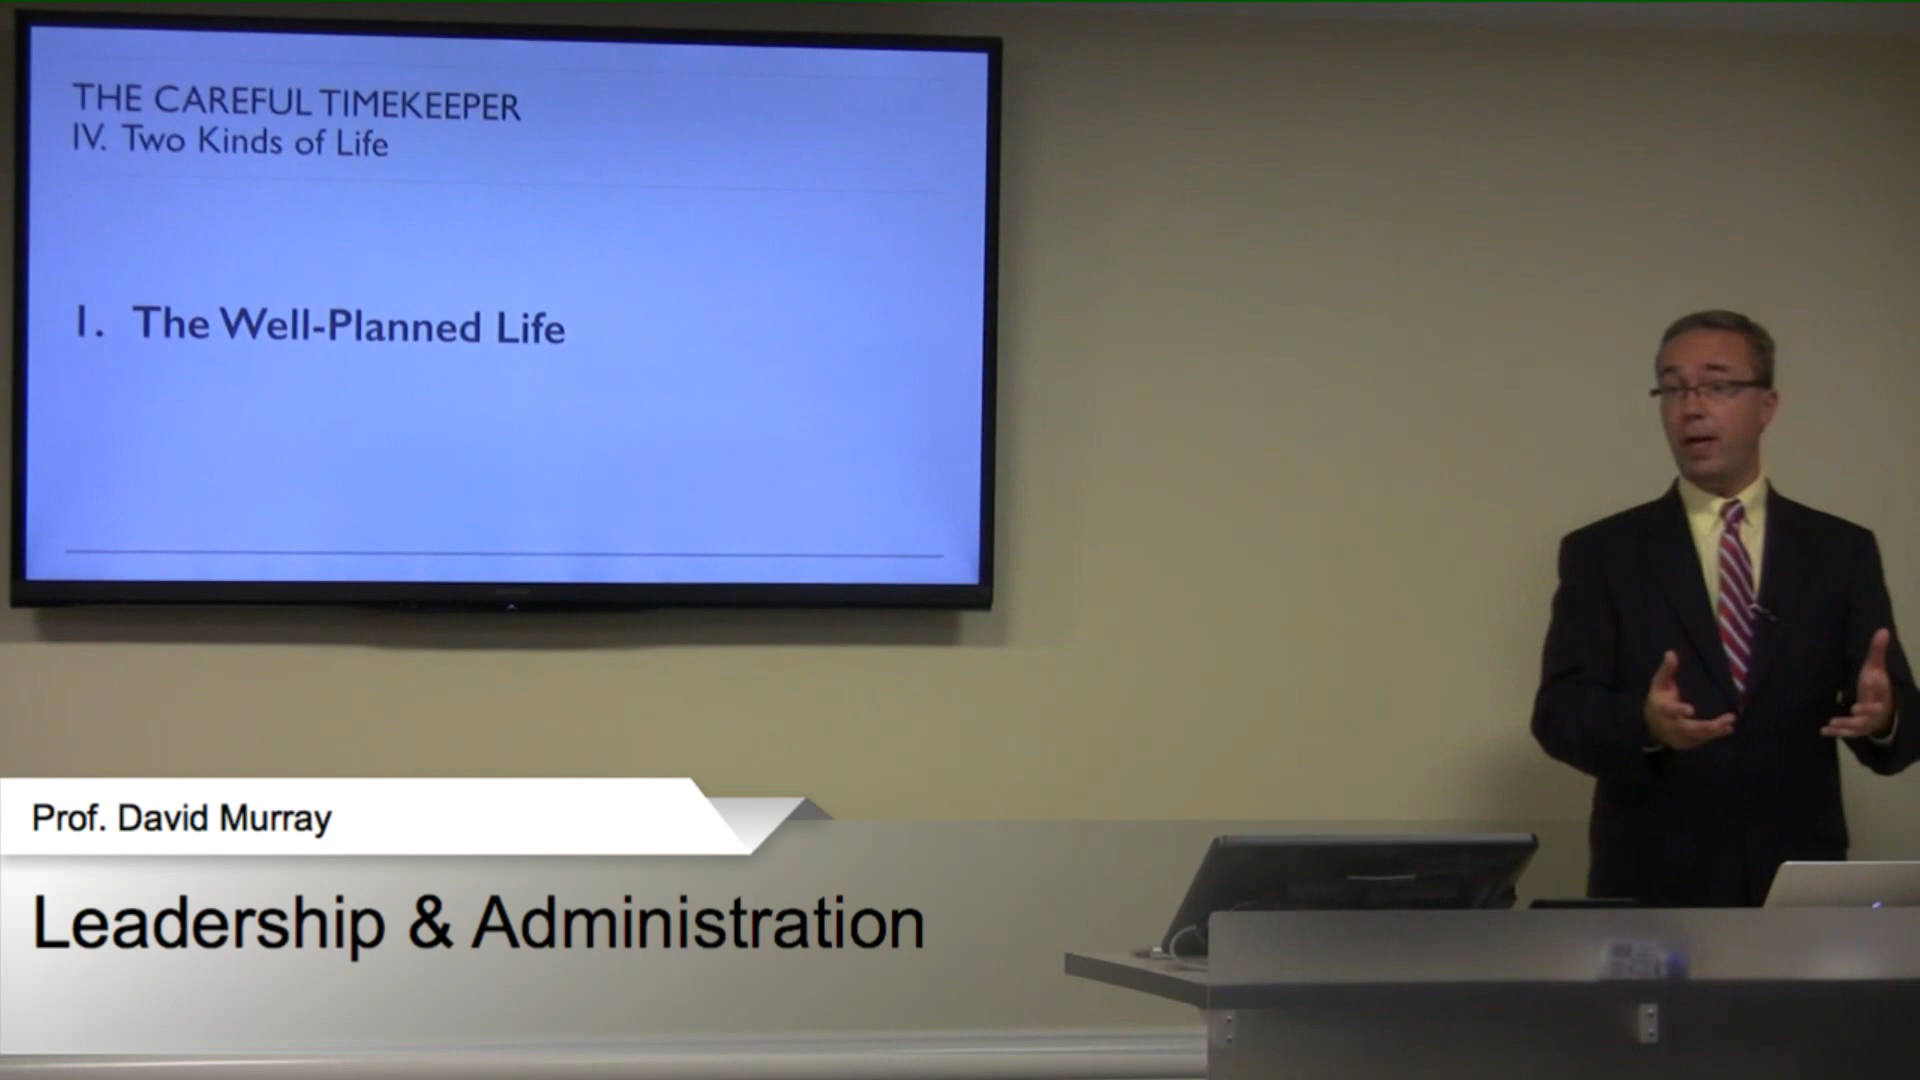 THE CAREFUL TIMEKEEPER
IV. Two Kinds of Life
1. The Well-Planned Life
Prof. David Murray
Leadership & Administration